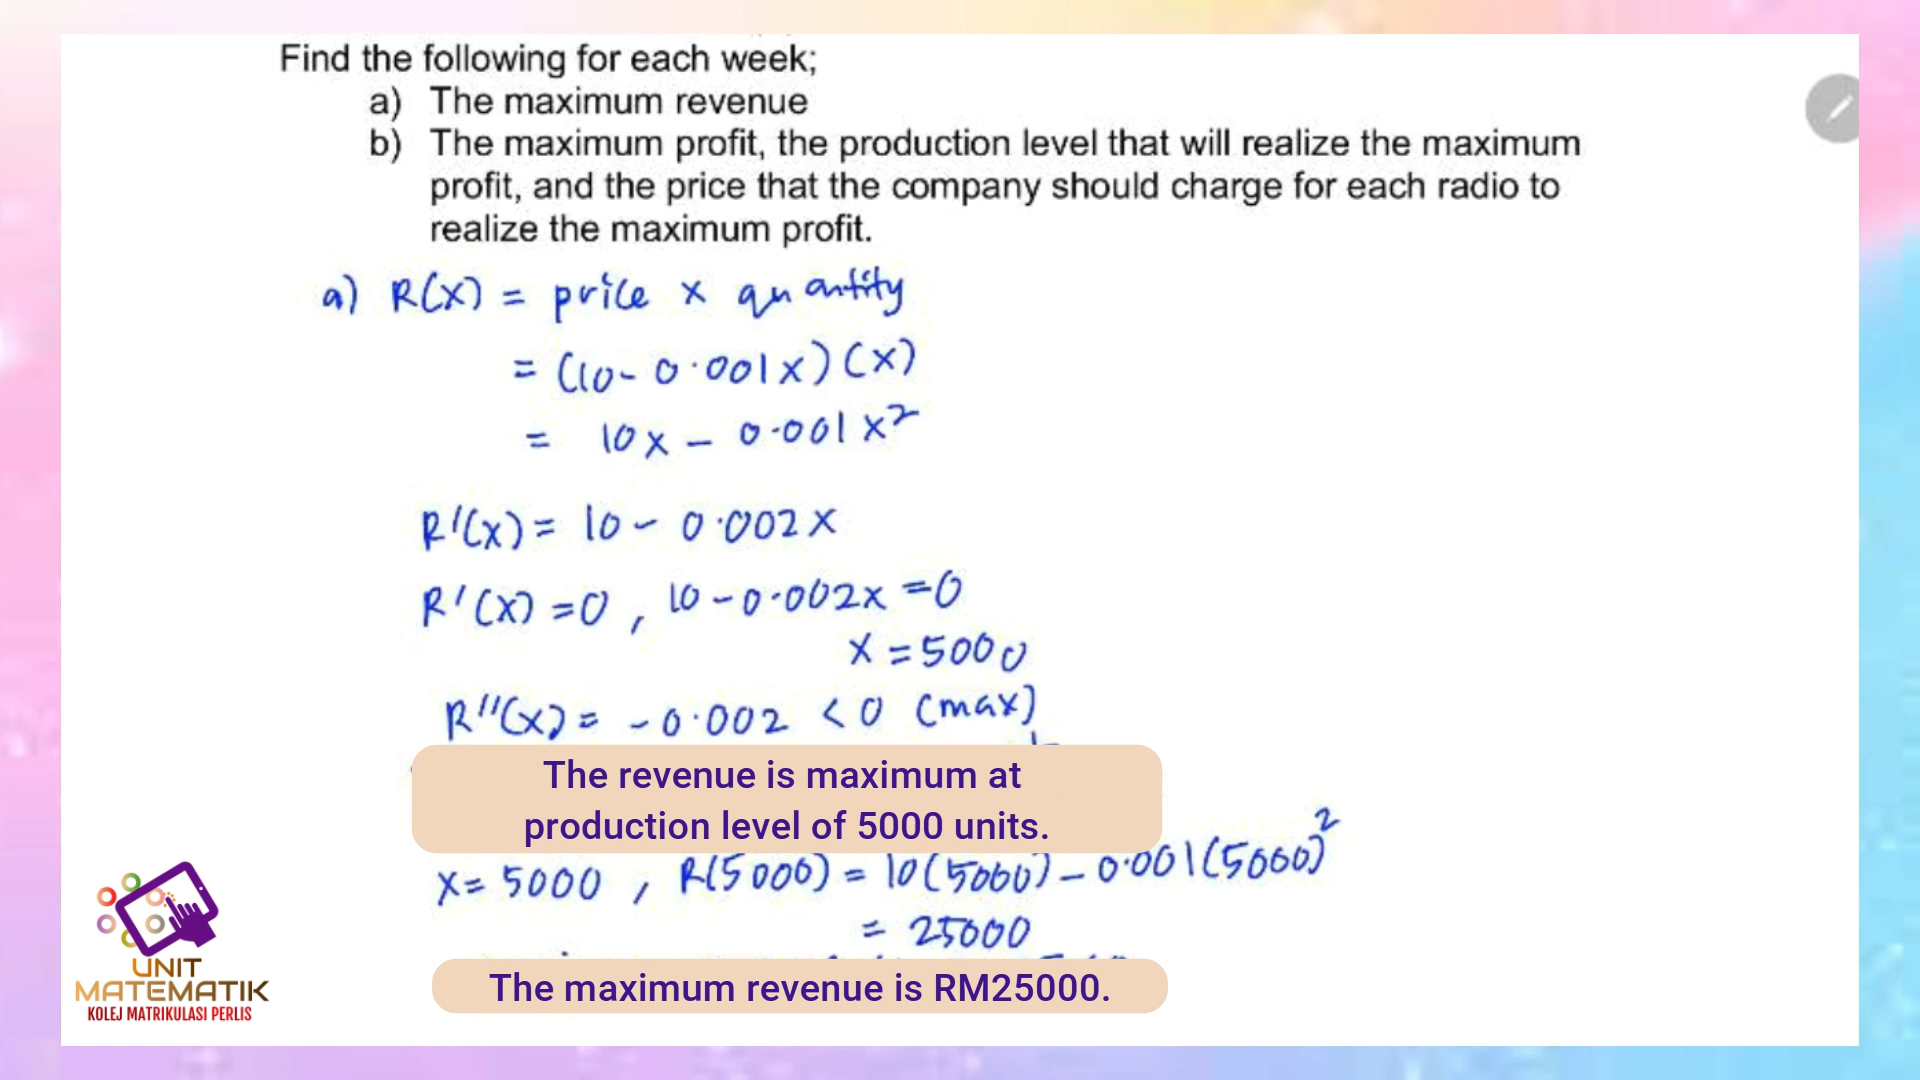 Find the following for each week;
a) The maximum revenue
b) The maximum profit, the production level that will realize the maximum
profit, and the price that the company should charge for each radio to
realize the maximum profit.
a) R(x) = price x quantity
= (10 - 0.001x)(x)
= 10x - 0.001x²
R'(x) = 10 - 0.002x
R'(x) = 0, 10 - 0.002x = 0
x = 5000
R''(x) = -0.002 < 0 (max)
The revenue is maximum at
production level of 5000 units.
x = 5000, R(5000) = 10(5000) - 0.001(5000)²
= 25000
The maximum revenue is RM25000.
UNIT
MATEMATIK
KOLEJ MATRIKULASI PERLIS